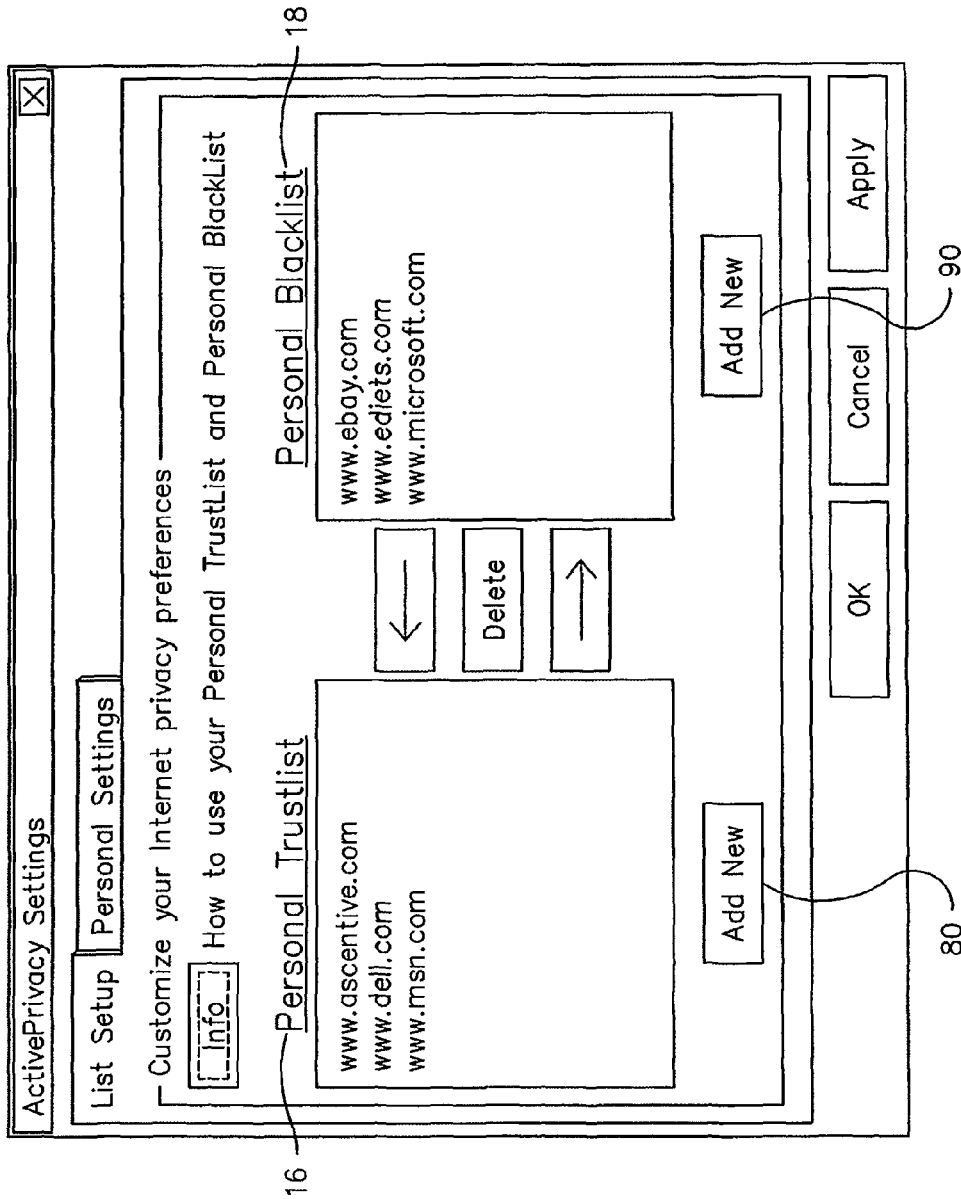 ActivePrivacy Settings
List Setup
Personal Settings
Customize your Internet privacy preferences
Info
How to use your Personal TrustList and Personal BlackList
16
Personal Trustlist
www.ascentive.com
www.dell.com
www.msn.com
Add New
80
←
Delete
→
Personal Blacklist
18
www.ebay.com
www.ediets.com
www.microsoft.com
Add New
90
OK
Cancel
Apply